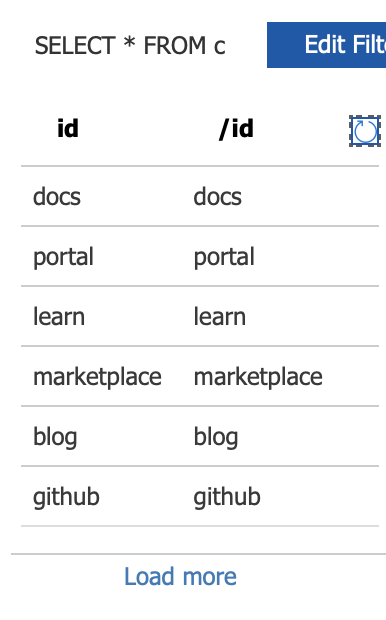 SELECT * FROM c Edit Filt
id /id
docs docs
portal portal
learn learn
marketplace marketplace
blog blog
github github
Load more